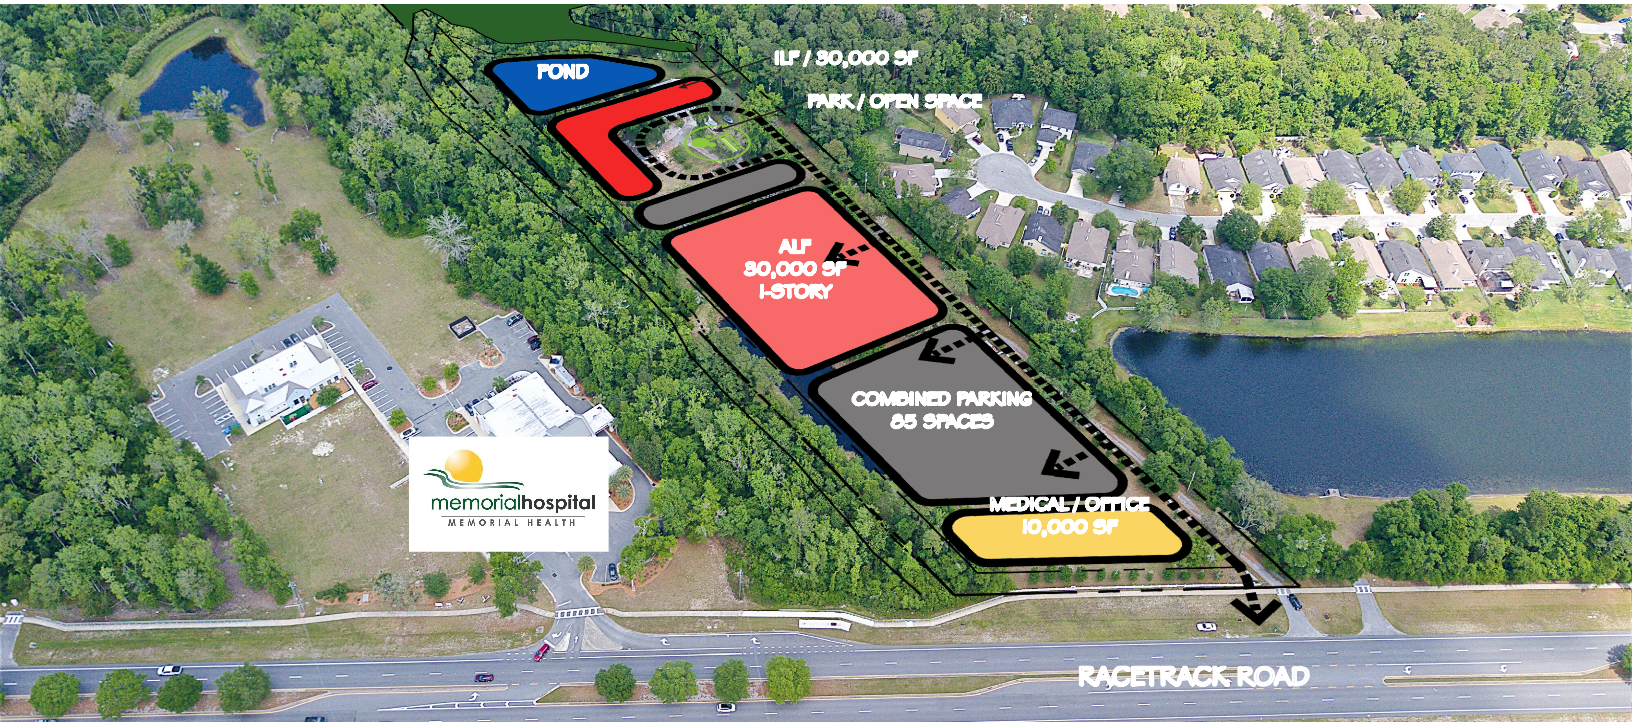 ILF / 30,000 SF
POND
PARK / OPEN SPACE
ALF
30,000 SF
1-STORY
COMBINED PARKING
85 SPACES
memorialhospital
MEMORIAL HEALTH
MEDICAL / OFFICE
10,000 SF
RACETRACK ROAD